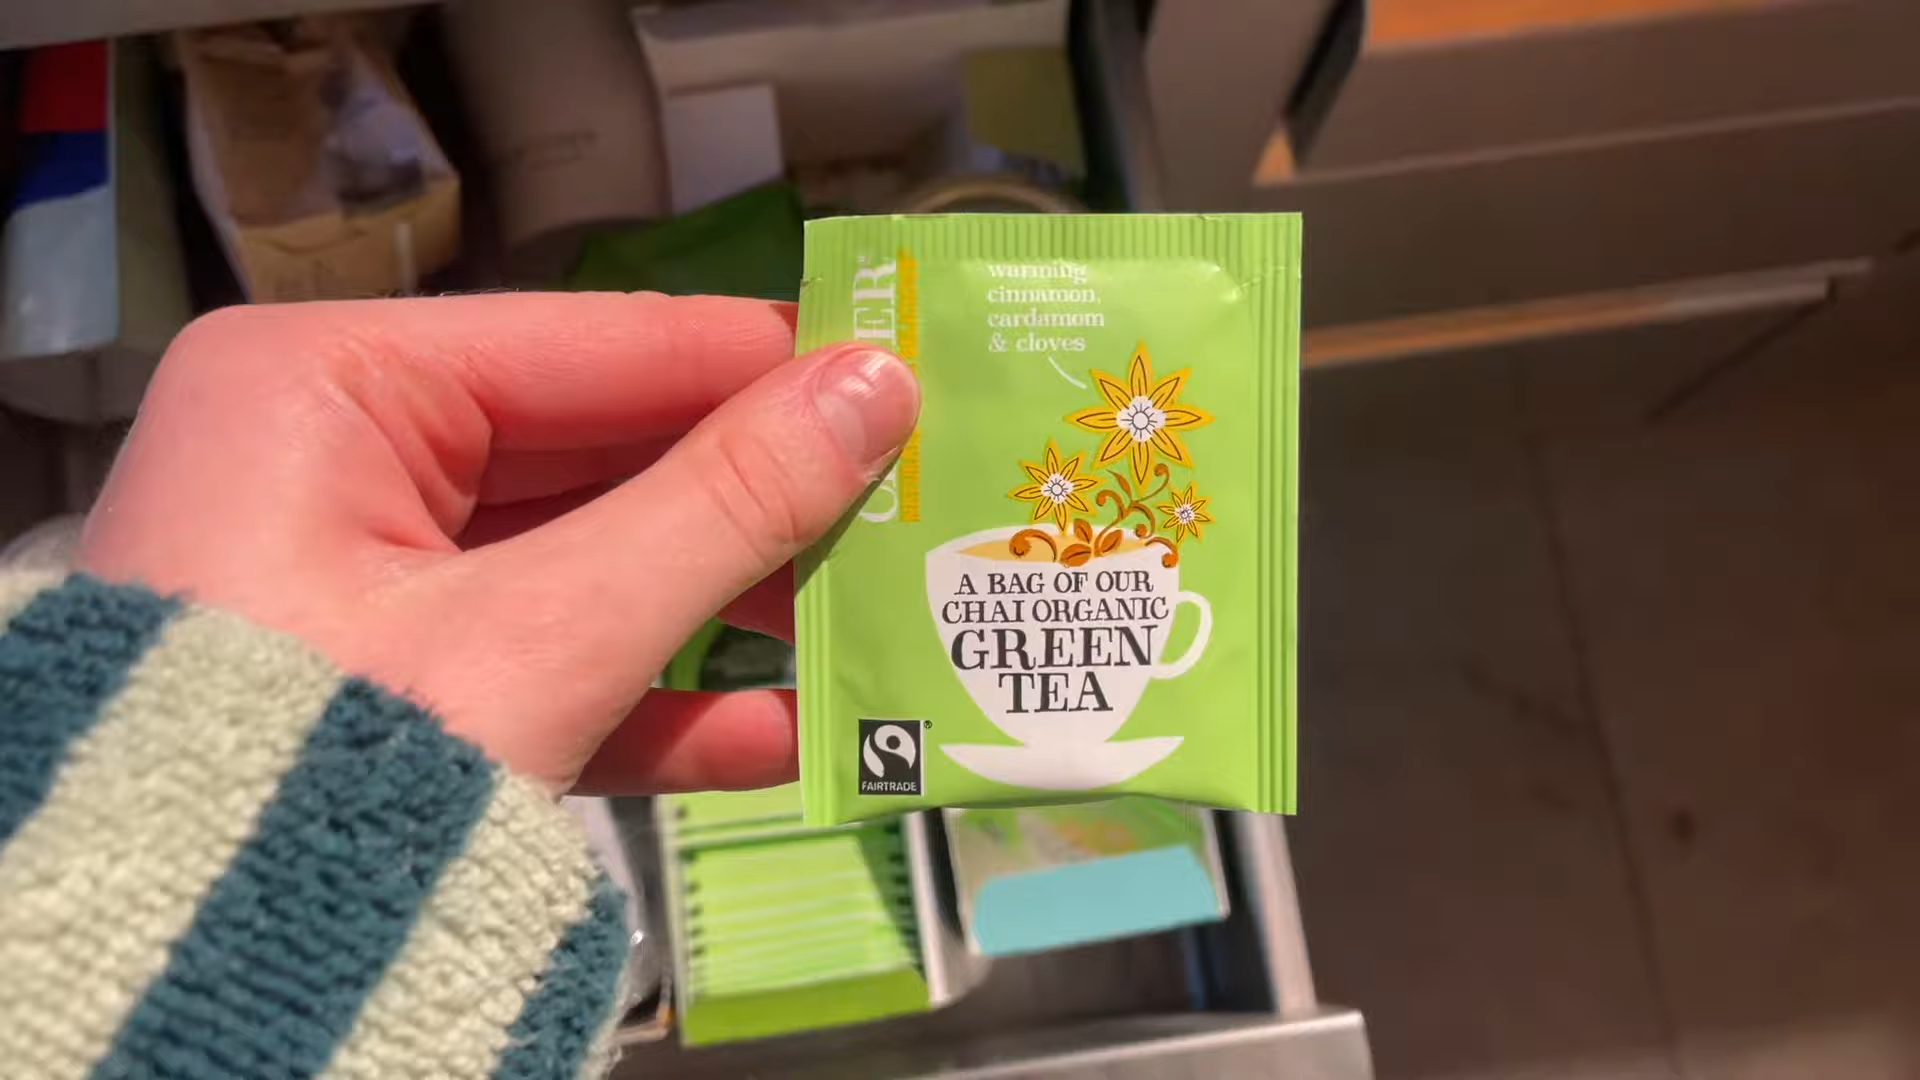 warming
cinnamon,
cardamom
& cloves
A BAG OF OUR
CHAI ORGANIC
GREEN
TEA
FAIRTRADE